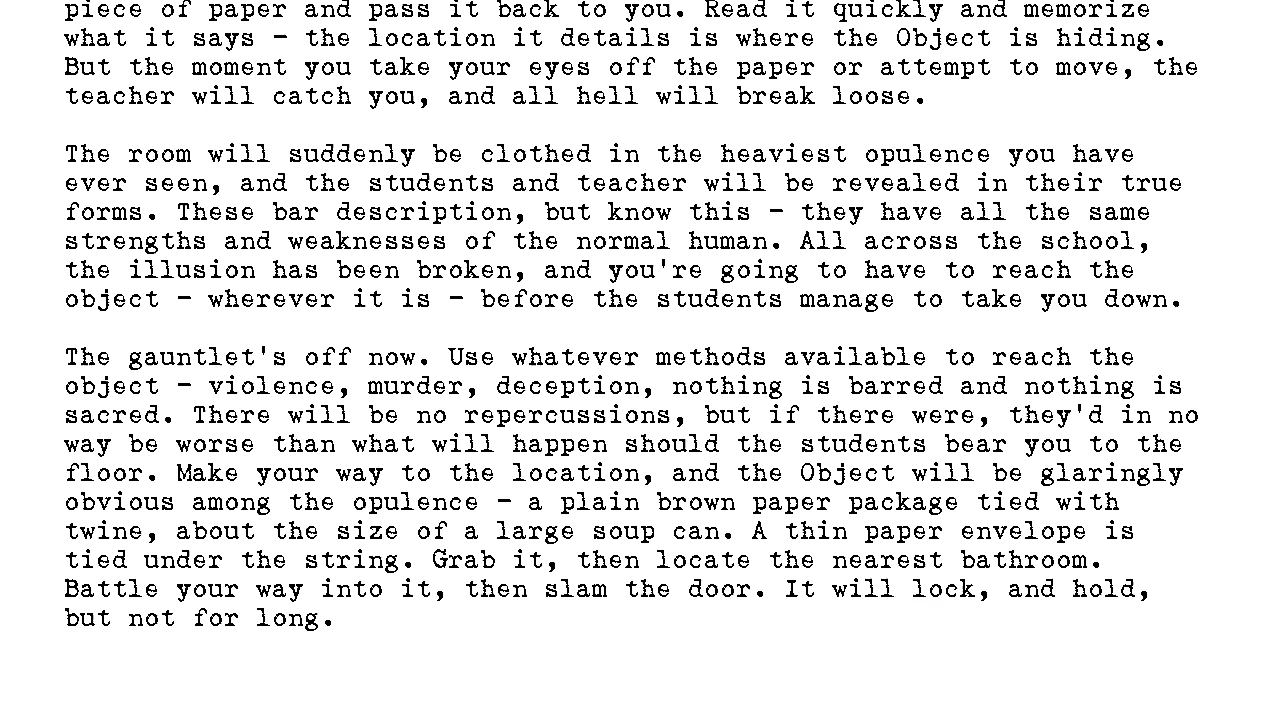 piece of paper and pass it back to you. Read it quickly and memorize
what it says - the location it details is where the Object is hiding.
But the moment you take your eyes off the paper or attempt to move, the
teacher will catch you, and all hell will break loose.
The room will suddenly be clothed in the heaviest opulence you have
ever seen, and the students and teacher will be revealed in their true
forms. These bar description, but know this - they have all the same
strengths and weaknesses of the normal human. All across the school,
the illusion has been broken, and you're going to have to reach the
object - wherever it is - before the students manage to take you down.
The gauntlet's off now. Use whatever methods available to reach the
object - violence, murder, deception, nothing is barred and nothing is
sacred. There will be no repercussions, but if there were, they'd in no
way be worse than what will happen should the students bear you to the
floor. Make your way to the location, and the Object will be glaringly
obvious among the opulence - a plain brown paper package tied with
twine, about the size of a large soup can. A thin paper envelope is
tied under the string. Grab it, then locate the nearest bathroom.
Battle your way into it, then slam the door. It will lock, and hold,
but not for long.